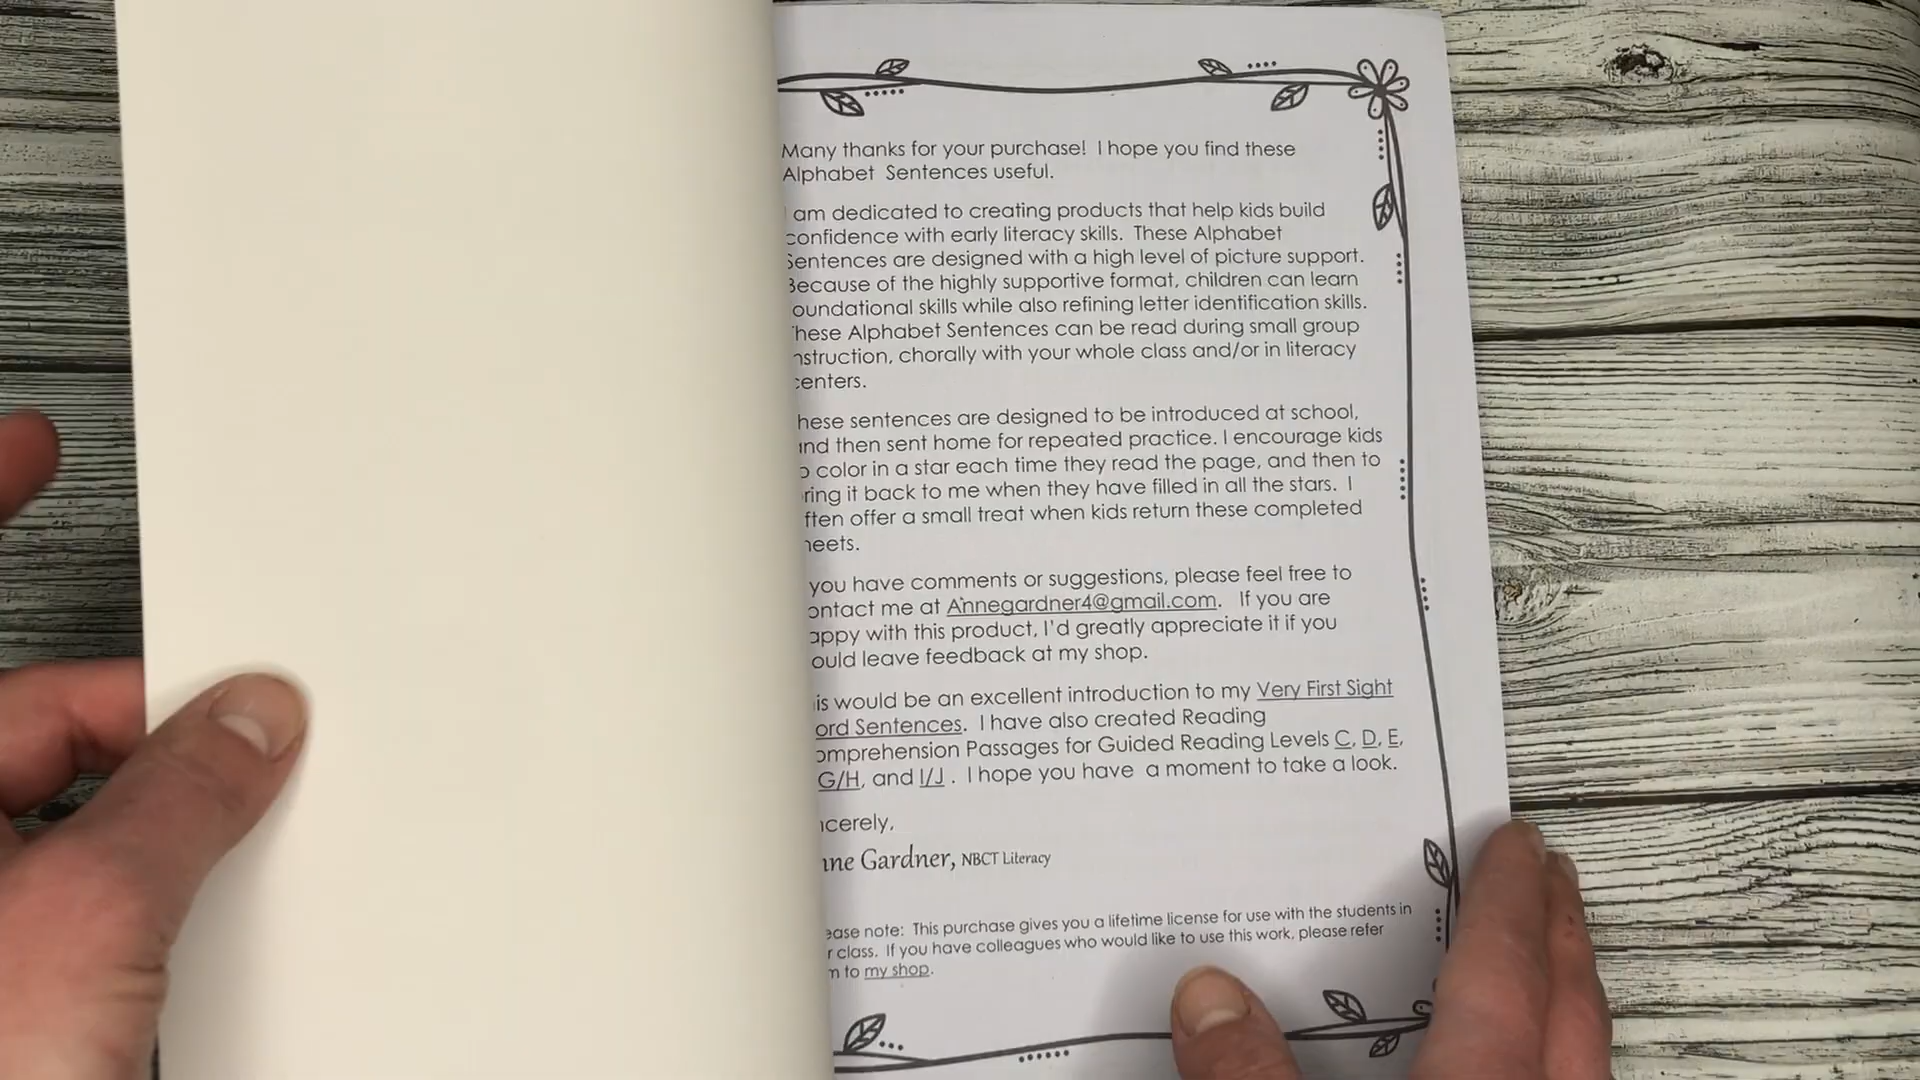 Many thanks for your purchase! I hope you find these
Alphabet Sentences useful.
am dedicated to creating products that help kids build
confidence with early literacy skills. These Alphabet
Sentences are designed with a high level of picture support.
Because of the highly supportive format, children can learn
oundational skills while also refining letter identification skills.
hese Alphabet Sentences can be read during small group
nstruction, chorally with your whole class and/or in literacy
enters.
hese sentences are designed to be introduced at school,
nd then sent home for repeated practice. I encourage kids
o color in a star each time they read the page, and then to
ring it back to me when they have filled in all the stars. I
ften offer a small treat when kids return these completed
heets.
you have comments or suggestions, please feel free to
ontact me at Annegardner4@gmail.com. If you are
appy with this product, I'd greatly appreciate it if you
ould leave feedback at my shop.
is would be an excellent introduction to my Very First Sight
ord Sentences. I have also created Reading
omprehension Passages for Guided Reading Levels C, D, E,
G/H, and I/J . I hope you have a moment to take a look.
ncerely,
nne Gardner, NBCT Literacy
ease note: This purchase gives you a lifetime license for use with the students in
r class. If you have colleagues who would like to use this work, please refer
m to my shop.